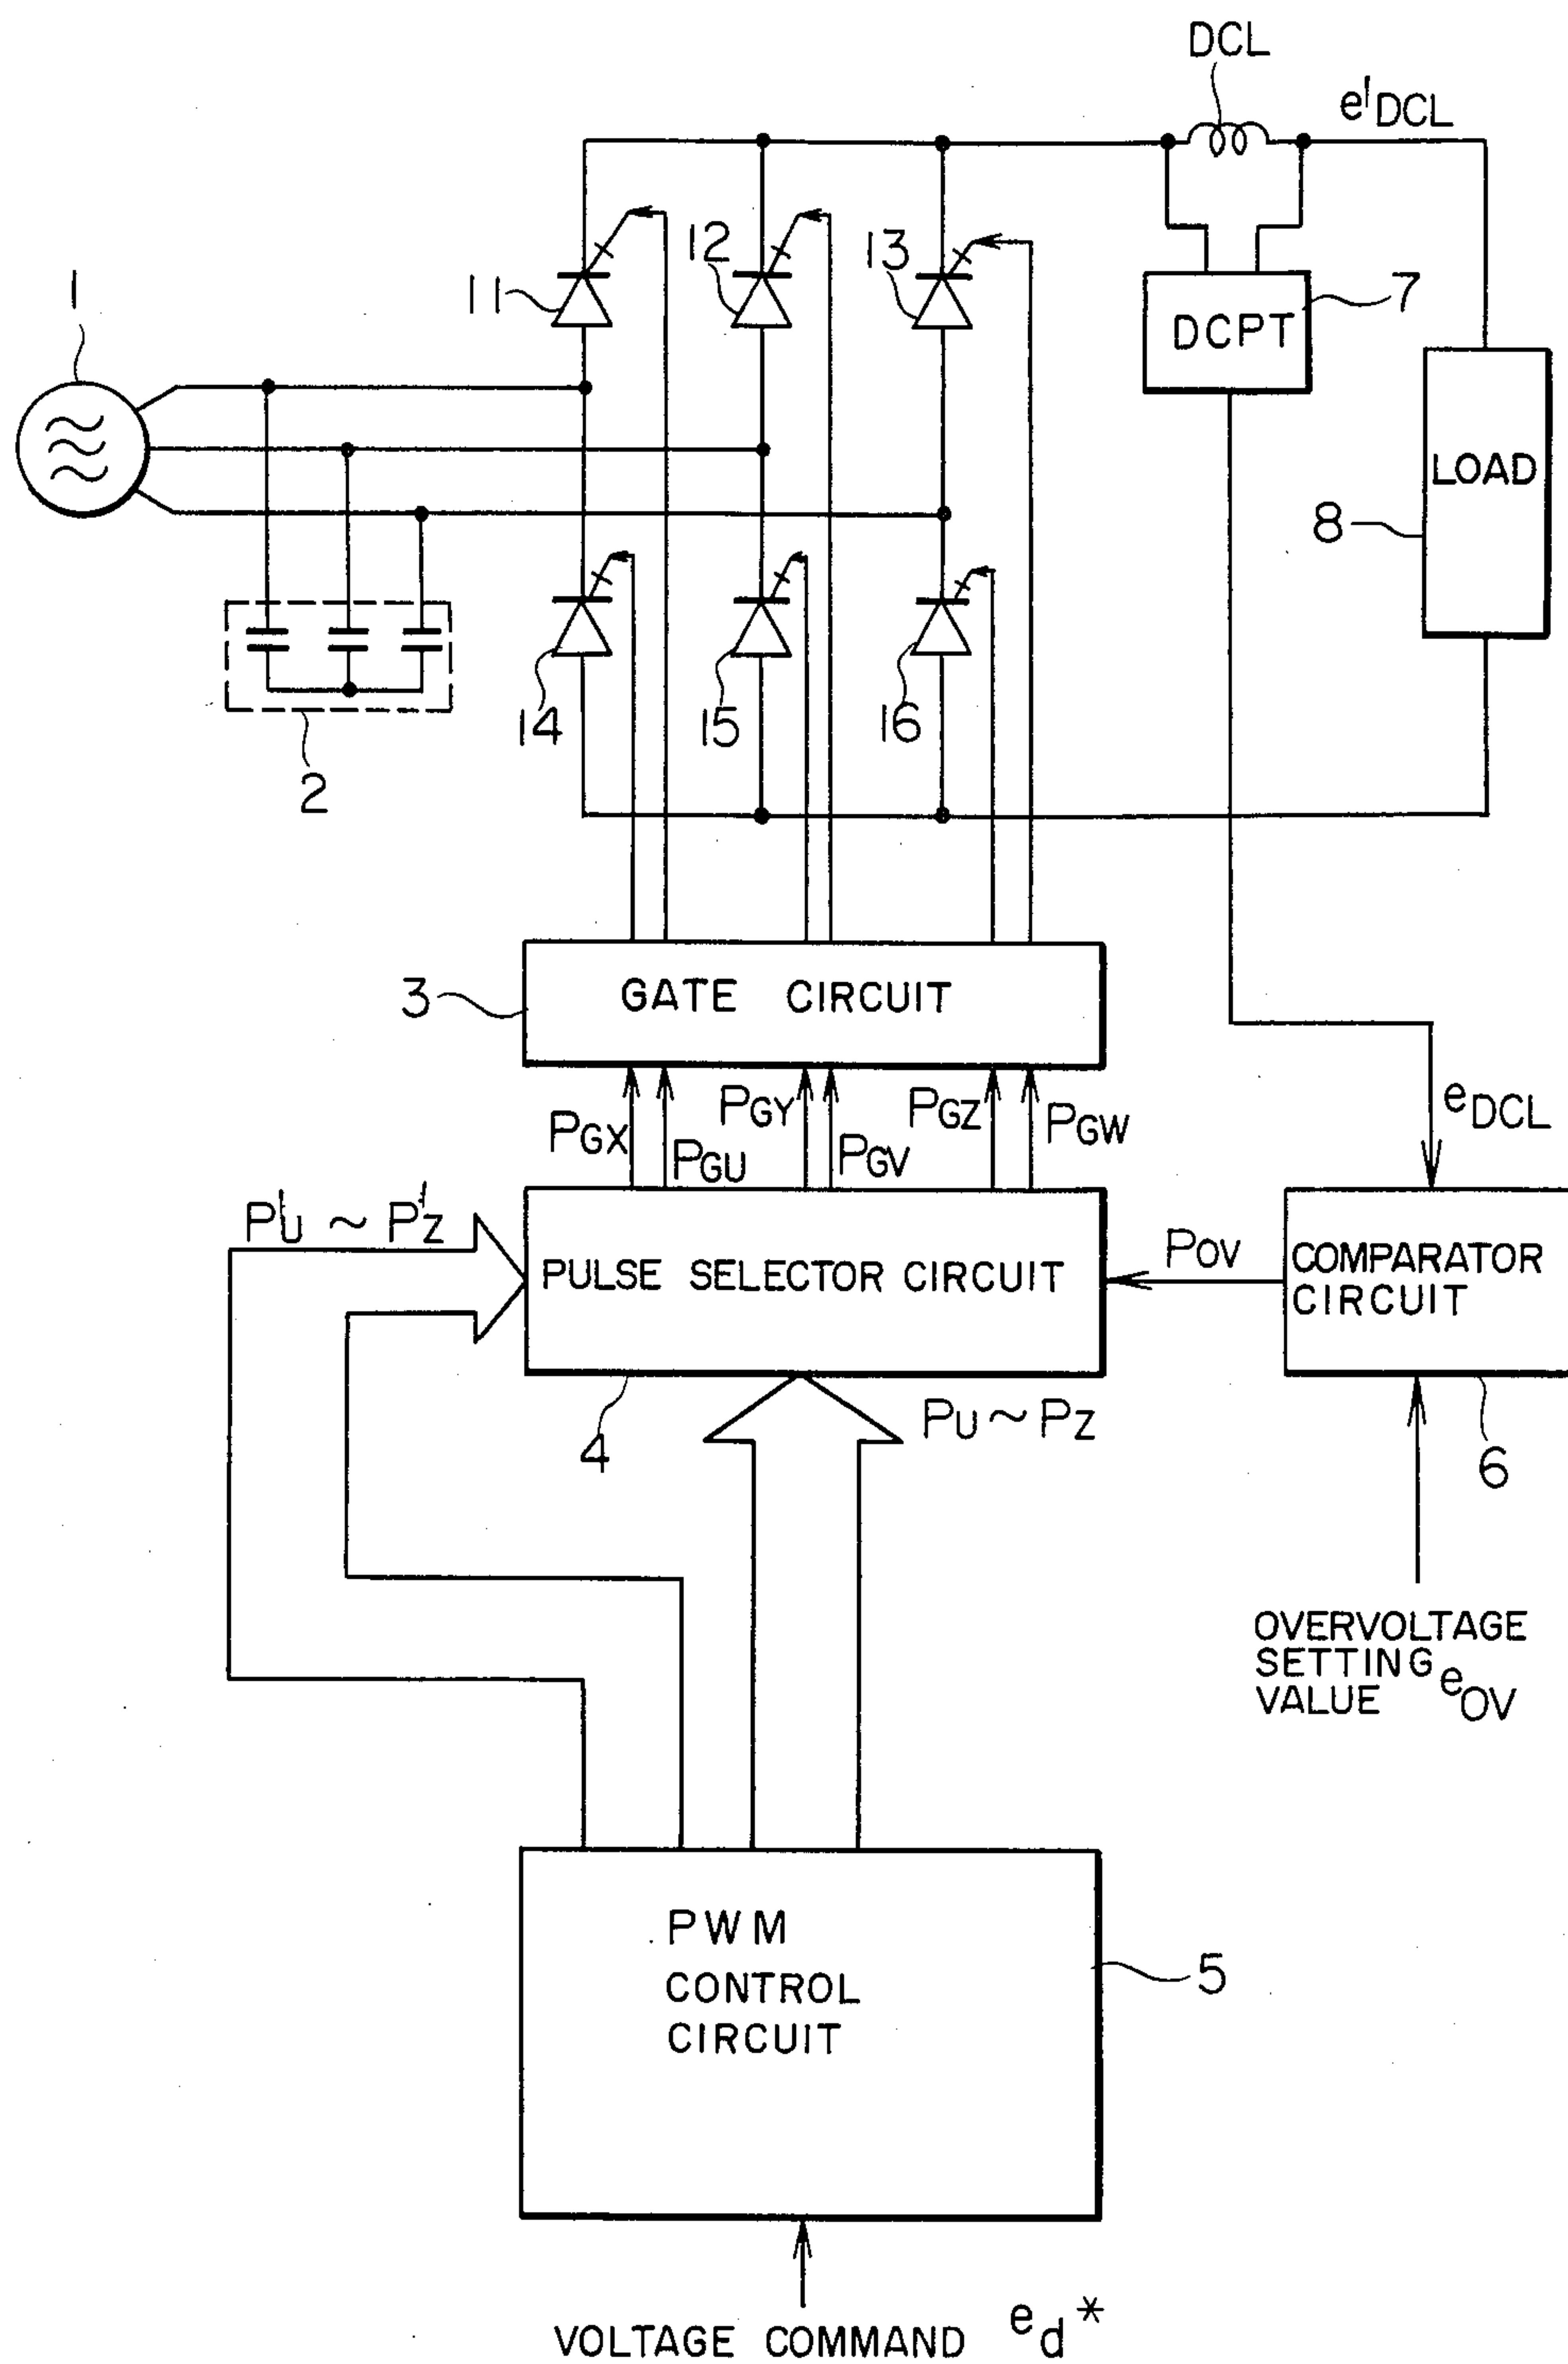 DCL
e'DCL
1
11
12
13
7
DCPT
LOAD
8
14
15
16
2
3
GATE CIRCUIT
PGX
PGU
PGY
PGV
PGZ
PGW
eDCL
P'U ~ P'Z
PULSE SELECTOR CIRCUIT
POV
COMPARATOR
CIRCUIT
4
PU ~ PZ
6
OVERVOLTAGE
SETTING
VALUE eOV
PWM
CONTROL
CIRCUIT
5
VOLTAGE COMMAND ed*